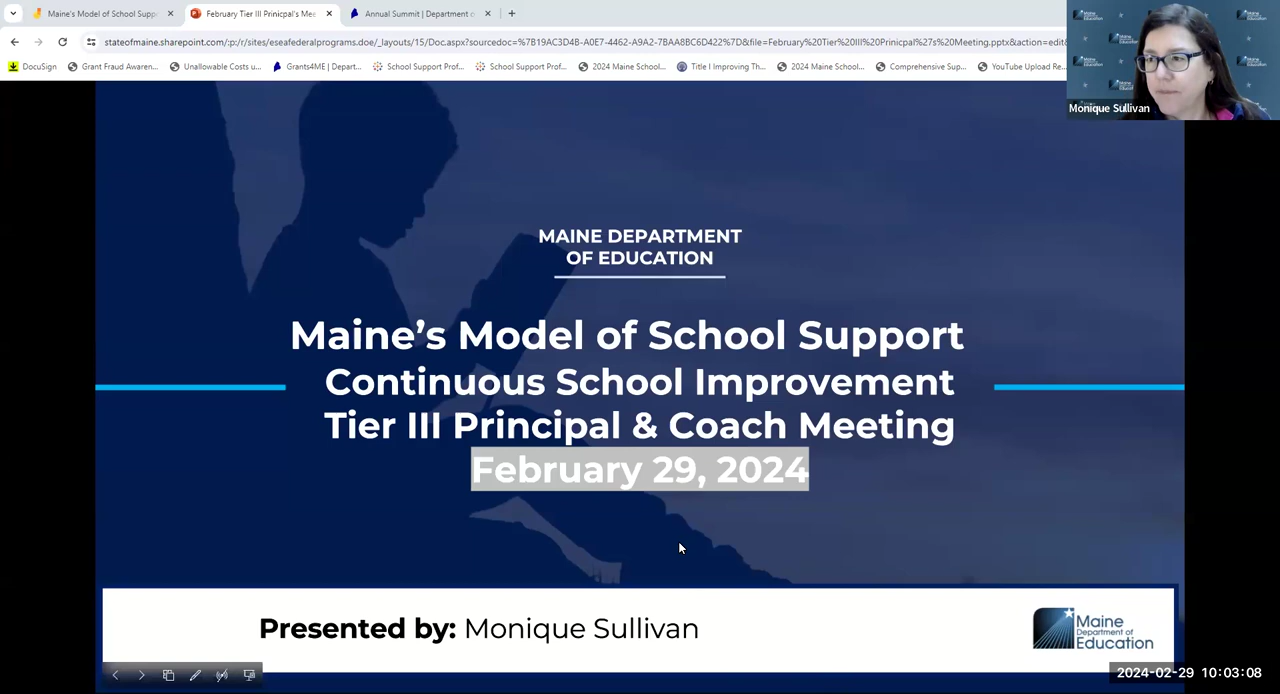 Maine's Model of School Supp
February Tier III Prinicpal's Mee
Annual Summit | Department o
stateofmaine.sharepoint.com/:p:/r/sites/eseafederalprograms.doe/_layouts/15/Doc.aspx?sourcedoc=%7B19AC3D4B-A0E7-4462-A9A2-7BAA8BC6D422%7D&file=February%20Tier%20III%20Prinicpal%27s%20Meeting.pptx&action=edit&
DocuSign
Grant Fraud Awaren...
Unallowable Costs u...
Grants4ME | Depart...
School Support Prof...
School Support Prof...
2024 Maine School...
Title I Improving Th...
2024 Maine School...
Comprehensive Sup...
YouTube Upload Re...
Monique Sullivan
MAINE DEPARTMENT
OF EDUCATION
Maine’s Model of School Support
Continuous School Improvement
Tier III Principal & Coach Meeting
February 29, 2024
Presented by: Monique Sullivan
Maine
Department of
Education
2024-02-29 10:03:08